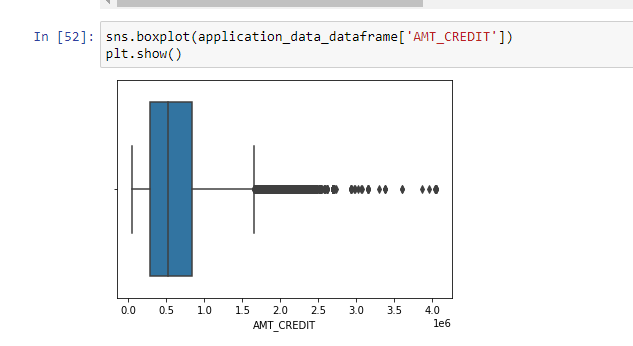 In [52]: sns.boxplot(application_data_dataframe['AMT_CREDIT'])
plt.show()
0.0 0.5 1.0 1.5 2.0 2.5 3.0 3.5 4.0
1e6
AMT_CREDIT